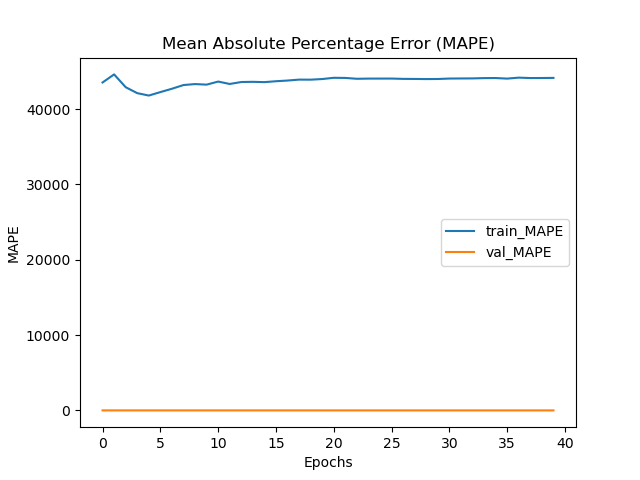 Mean Absolute Percentage Error (MAPE)
40000
30000
20000
10000
0
MAPE
train_MAPE
val_MAPE
0 5 10 15 20 25 30 35 40
Epochs